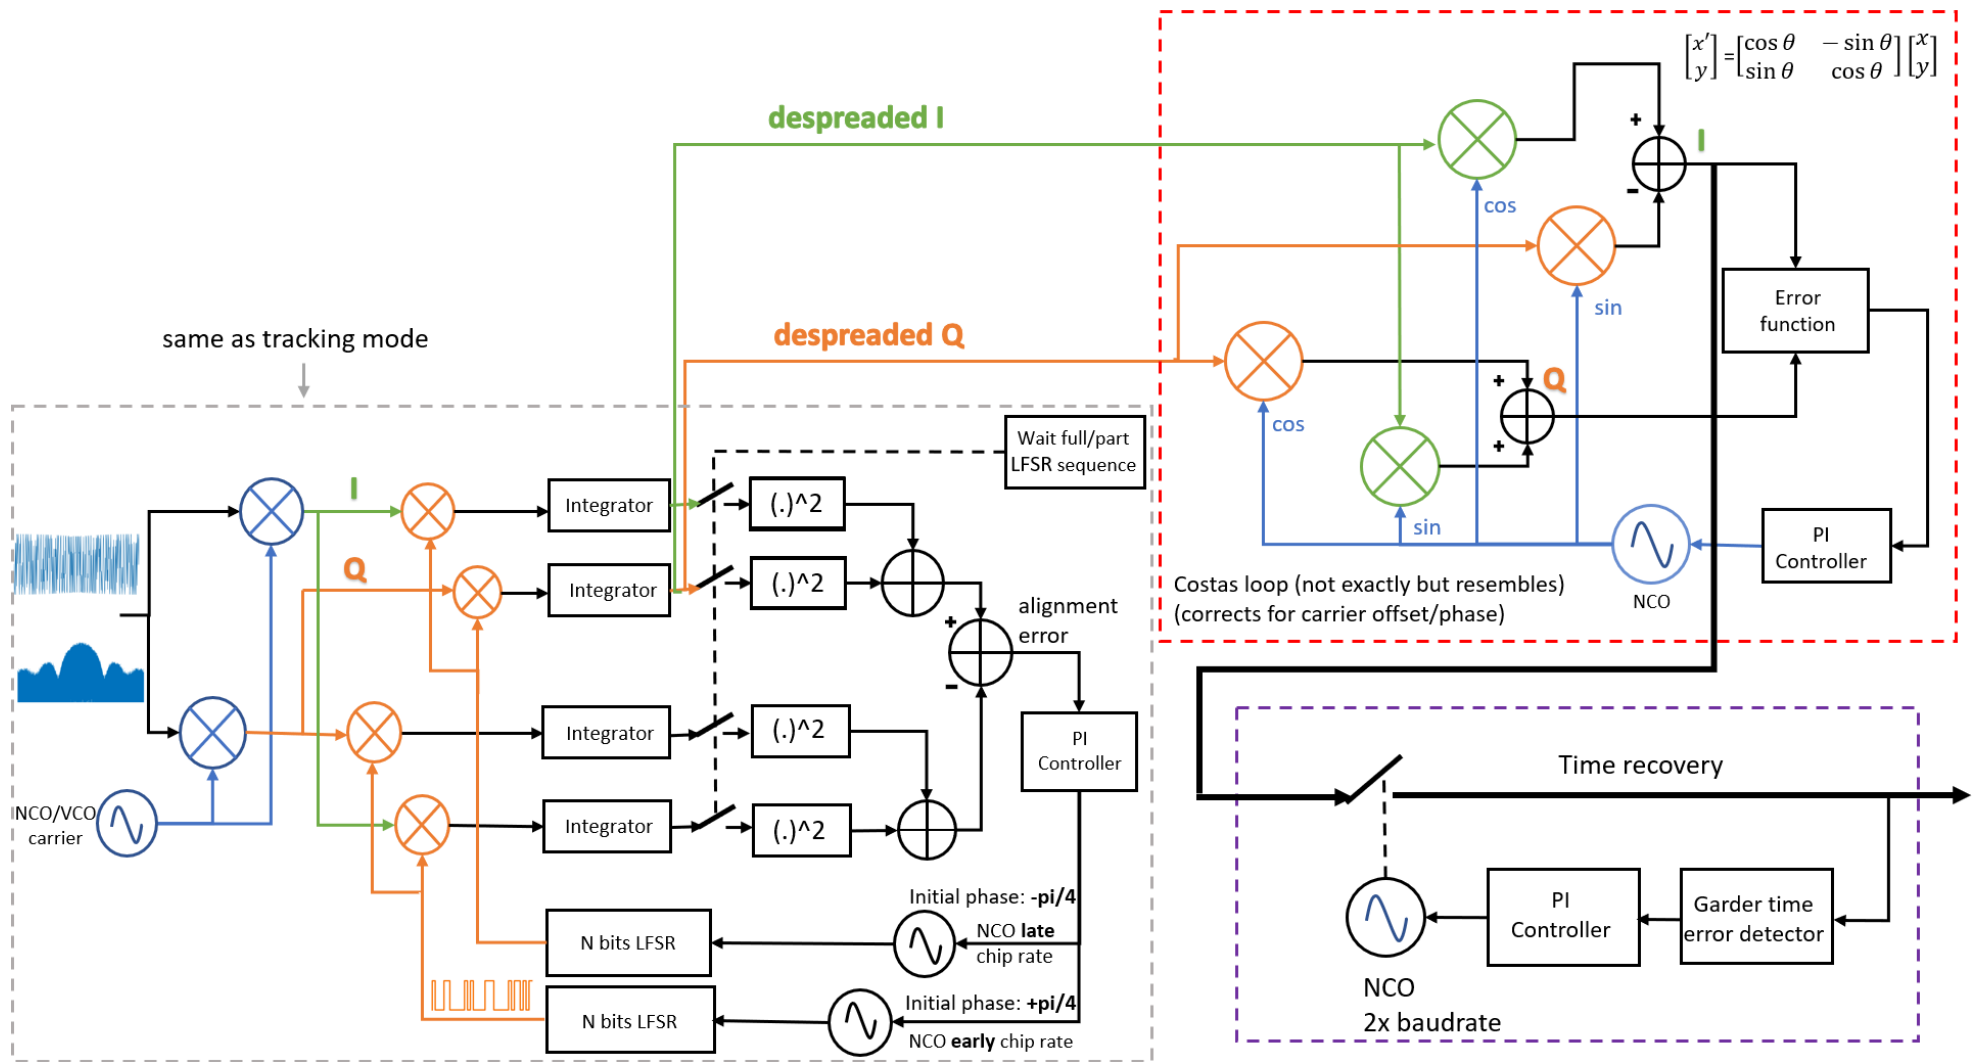 [x′ y] = [cos θ − sin θ sin θ cos θ] [x y]
despreaded I
+
I
-
cos
sin
Error
function
same as tracking mode
despreaded Q
+
Q
+
cos
sin
Wait full/part
LFSR sequence
I
Integrator
(.)^2
Q
Integrator
(.)^2
PI
Controller
NCO
Costas loop (not exactly but resembles)
(corrects for carrier offset/phase)
alignment
error
+
-
Integrator
(.)^2
PI
Controller
NCO/VCO
carrier
Integrator
(.)^2
Initial phase: -pi/4
NCO late
chip rate
N bits LFSR
Initial phase: +pi/4
N bits LFSR
NCO early chip rate
Time recovery
PI
Controller
Garder time
error detector
NCO
2x baudrate